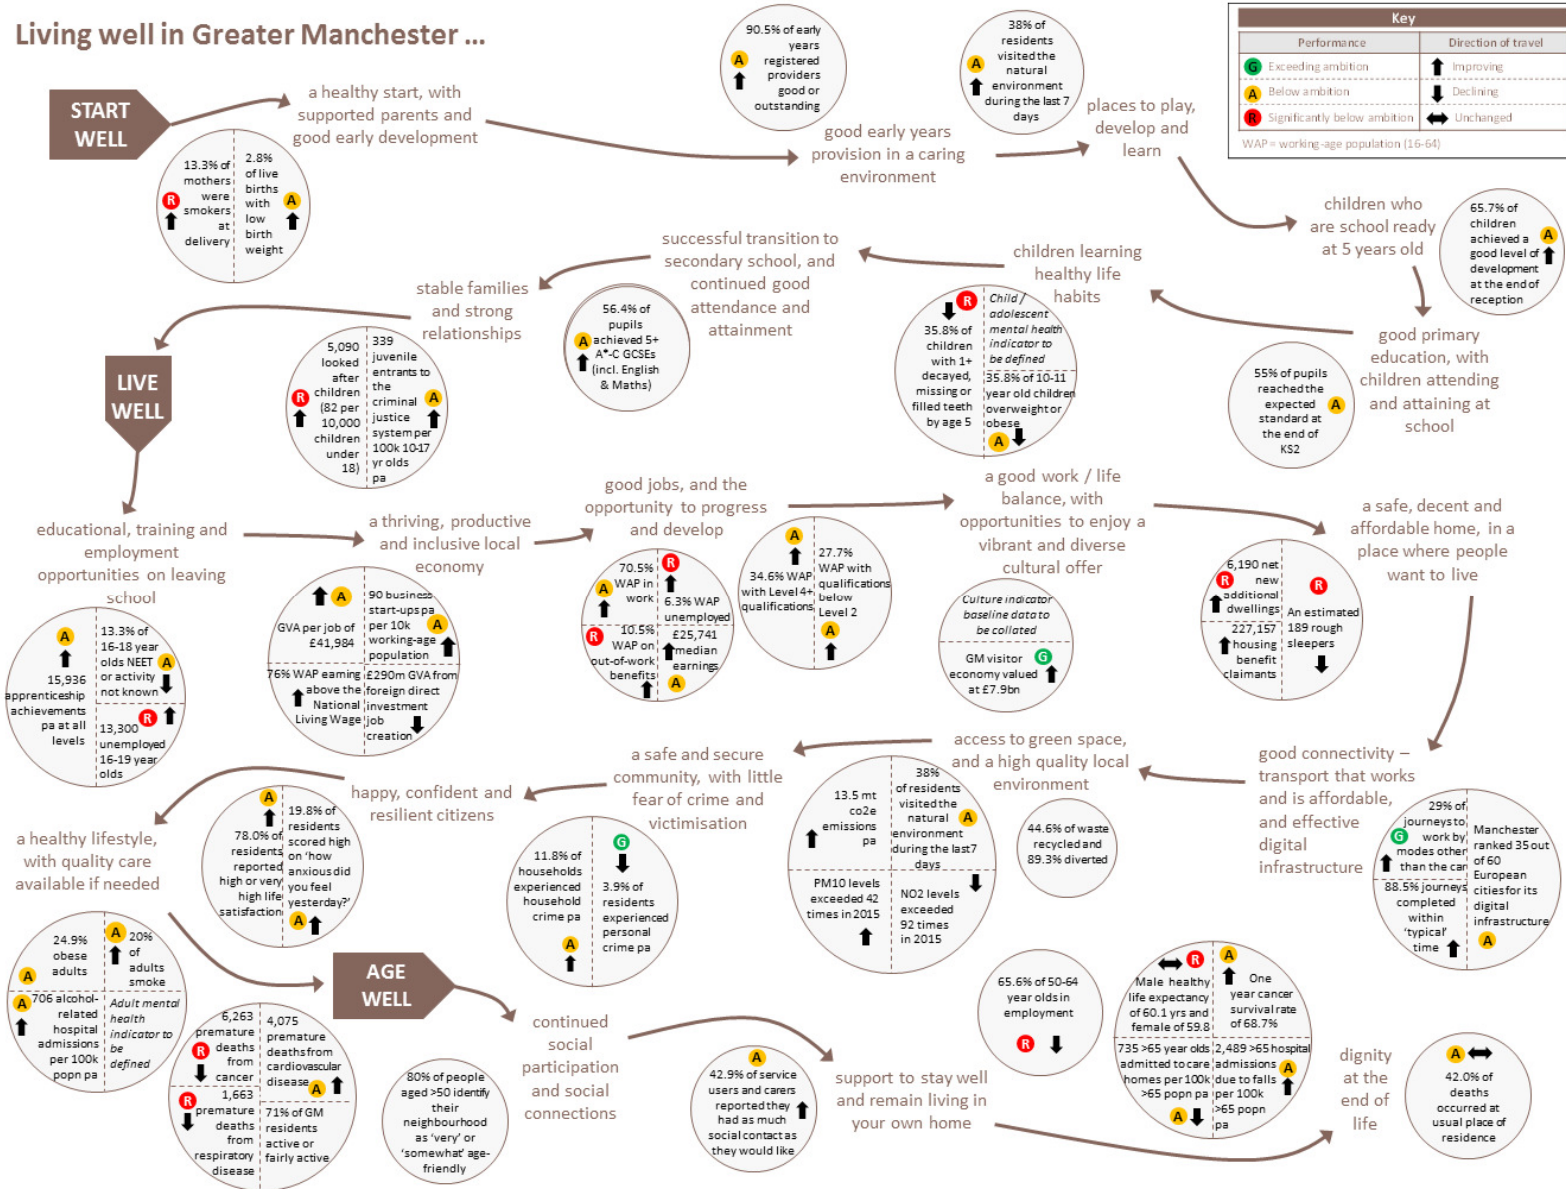 Living well in Greater Manchester ...
Key
Performance
Direction of travel
G Exceeding ambition
Improving
A Below ambition
Declining
R Significantly below ambition
Unchanged
WAP = working-age population (16-64)
START
WELL
a healthy start, with
supported parents and
good early development
R
13.3% of
mothers
were
smokers
at
delivery
2.8%
of live
births
with
low
birth
weight
A
90.5% of early
years
registered
providers
good or
outstanding
A
good early years
provision in a caring
environment
38% of
residents
visited the
natural
environment
during the last 7
days
A
places to play,
develop and
learn
children who
are school ready
at 5 years old
65.7% of
children
achieved a
good level of
development
at the end of
reception
A
good primary
education, with
children attending
and attaining at
school
55% of pupils
reached the
expected
standard at
the end of
KS2
A
children learning
healthy life
habits
R
35.8% of
children
with 1+
decayed,
missing or
filled teeth
by age 5
Child /
adolescent
mental health
indicator to
be defined
35.8% of 10-11
year old children
overweight or
obese
A
successful transition to
secondary school, and
continued good
attendance and
attainment
56.4% of
pupils
achieved 5+
A*-C GCSEs
(incl. English
& Maths)
A
stable families
and strong
relationships
5,090
looked
after
children
(82 per
10,000
children
under
18)
R
339
juvenile
entrants to
the
criminal
justice
system per
100k 10-17
yr olds
pa
A
LIVE
WELL
educational, training and
employment
opportunities on leaving
school
A
15,936
apprenticeship
achievements
pa at all
levels
13.3% of
16-18 year
olds NEET
or activity
not known
A
R
13,300
unemployed
16-19 year
olds
a thriving, productive
and inclusive local
economy
A
GVA per job of
£41,984
90 business
start-ups pa
per 10k
working-age
population
A
76% WAP earning
above the
National
Living Wage
£290m GVA from
foreign direct
investment
job
creation
good jobs, and the
opportunity to progress
and develop
70.5%
WAP in
work
A
R
6.3% WAP
unemployed
R
10.5%
WAP on
out-of-work
benefits
£25,741
median
earnings
A
A
34.6% WAP
with Level 4+
qualifications
27.7%
WAP with
qualifications
below
Level 2
A
a good work / life
balance, with
opportunities to enjoy a
vibrant and diverse
cultural offer
Culture indicator
baseline data to
be collated
GM visitor
economy valued
at £7.9bn
G
a safe, decent and
affordable home, in a
place where people
want to live
6,190 net
new
additional
dwellings
R
R
An estimated
189 rough
sleepers
227,157
housing
benefit
claimants
good connectivity –
transport that works
and is affordable,
and effective
digital
infrastructure
29% of
journeys to
work by
modes other
than the car
G
88.5% journeys
completed
within
'typical'
time
Manchester
ranked 35 out
of 60
European
cities for its
digital
infrastructure
A
access to green space,
and a high quality local
environment
13.5 mt
co2e
emissions
pa
38%
of residents
visited the
natural
environment
during the last7
days
A
PM10 levels
exceeded 42
times in 2015
NO2 levels
exceeded
92 times
in 2015
44.6% of waste
recycled and
89.3% diverted
a safe and secure
community, with little
fear of crime and
victimisation
11.8% of
households
experienced
household
crime pa
A
G
3.9% of
residents
experienced
personal
crime pa
happy, confident and
resilient citizens
A
78.0% of
residents
reported
high or very
high life
satisfaction
19.8% of
residents
scored high
on 'how
anxious did
you feel
yesterday?'
A
a healthy lifestyle,
with quality care
available if needed
24.9%
obese
adults
A
A
20%
of
adults
smoke
A
706 alcohol-
related
hospital
admissions
per 100k
popn pa
Adult mental
health
indicator to
be
defined
6,263
premature
deaths
from
cancer
R
4,075
premature
deaths from
cardiovascular
disease
A
R
1,663
premature
deaths
from
respiratory
disease
71% of GM
residents
active or
fairly active
AGE
WELL
continued
social
participation
and social
connections
80% of people
aged >50 identify
their
neighbourhood
as 'very' or
'somewhat' age-
friendly
A
42.9% of service
users and carers
reported they
had as much
social contact as
they would like
support to stay well
and remain living in
your own home
65.6% of 50-64
year olds in
employment
R
R
Male healthy
life expectancy
of 60.1 yrs and
female of 59.8
A
One
year cancer
survival rate
of 68.7%
735 >65 year olds
admitted to care
homes per 100k
>65 popn pa
A
2,489 >65 hospital
admissions
due to falls
per 100k
>65 popn
pa
A
dignity
at the
end of
life
A
42.0% of
deaths
occurred at
usual place of
residence